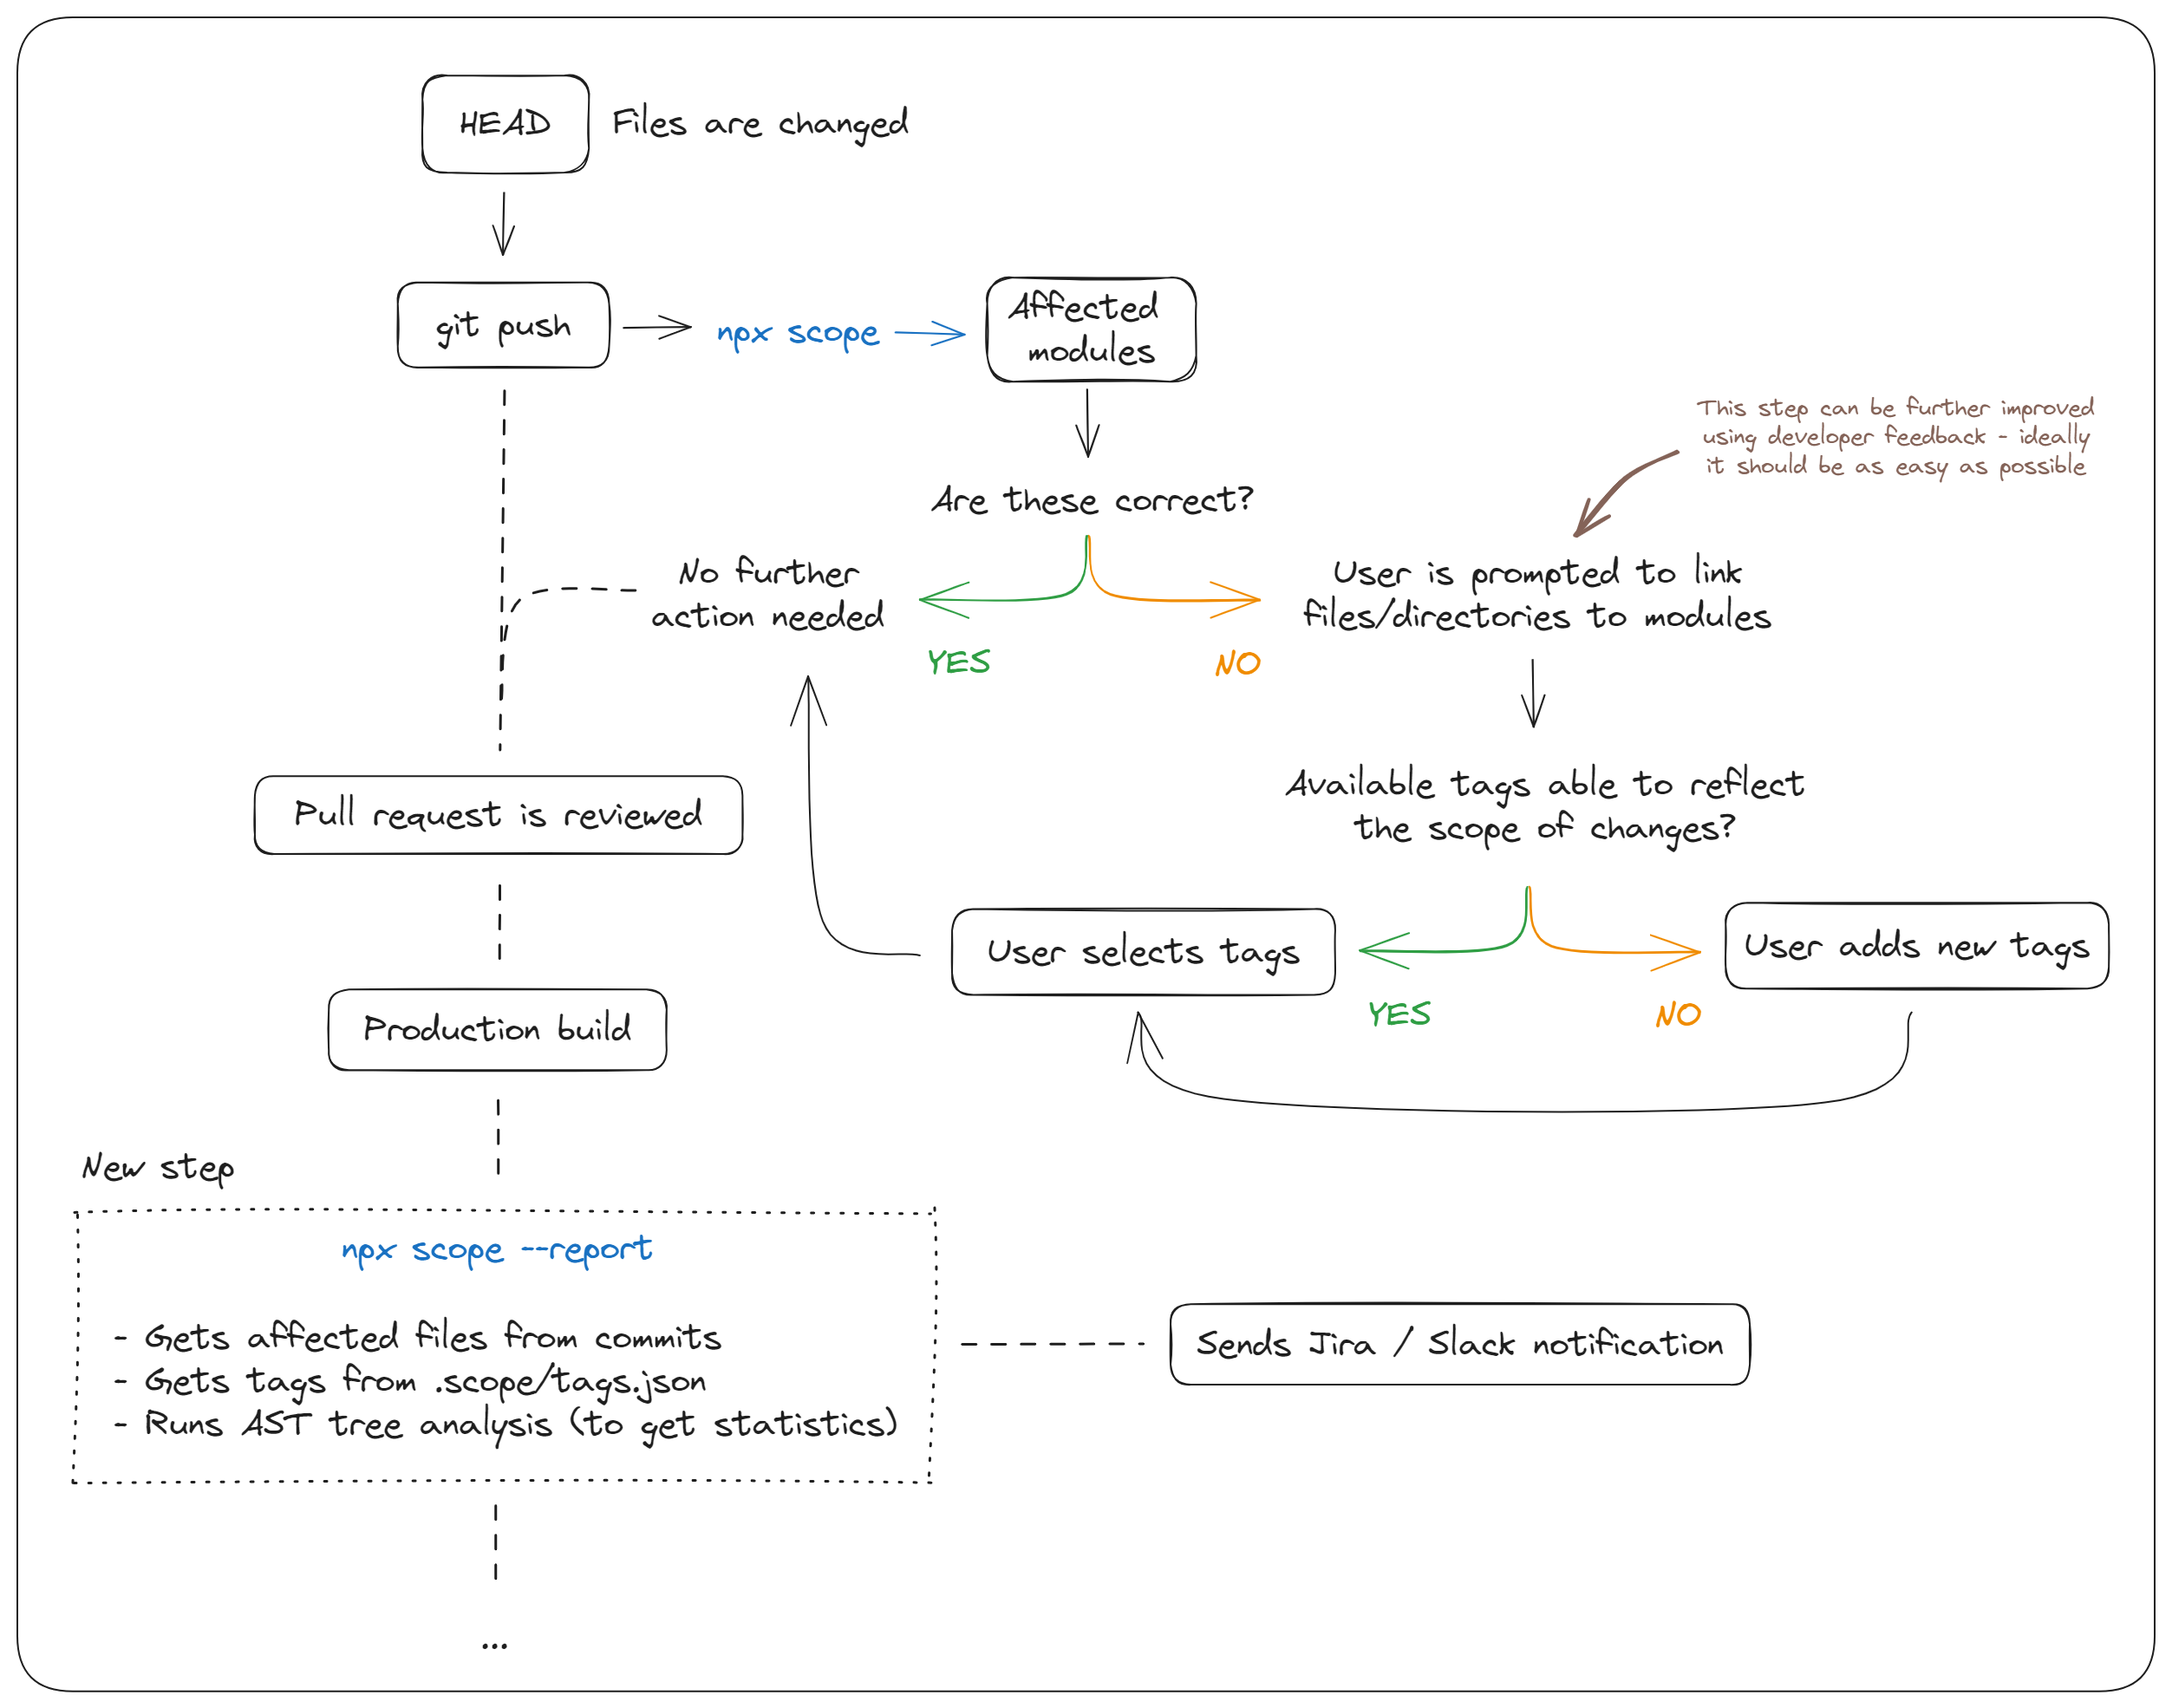 HEAD
Files are changed
git push
npx scope
Affected
modules
This step can be further improved
using developer feedback - ideally
it should be as easy as possible
Are these correct?
No further
action needed
YES
NO
User is prompted to link
files/directories to modules
Available tags able to reflect
the scope of changes?
Pull request is reviewed
User selects tags
YES
NO
User adds new tags
Production build
New step
npx scope --report
- Gets affected files from commits
- Gets tags from .scope/tags.json
- Runs AST tree analysis (to get statistics)
Sends Jira / Slack notification
...